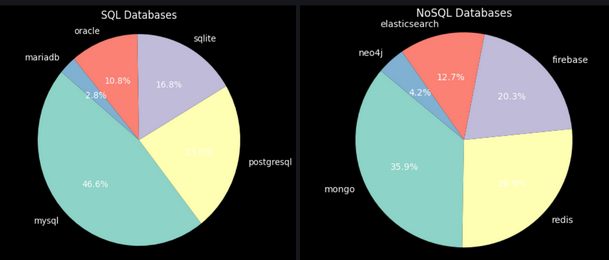 SQL Databases
oracle
sqlite
mariadb
10.8%
16.8%
2.8%
postgresql
46.6%
mysql
NoSQL Databases
elasticsearch
neo4j
firebase
12.7%
4.2%
20.3%
35.9%
mongo
redis